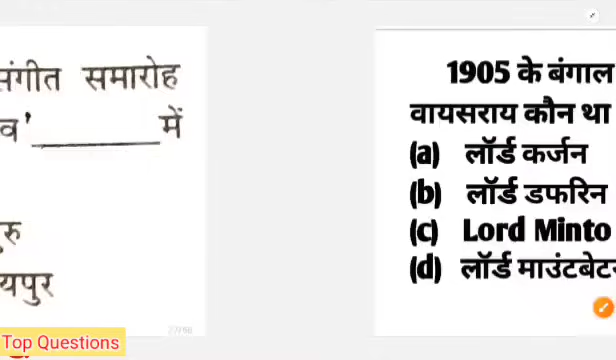 संगीत समारोह
व' ________ में
यपुर
Top Questions
1905 के बंगाल
वायसराय कौन था
(a) लॉर्ड कर्जन
(b) लॉर्ड डफरिन
(c) Lord Minto
(d) लॉर्ड माउंटबेटन